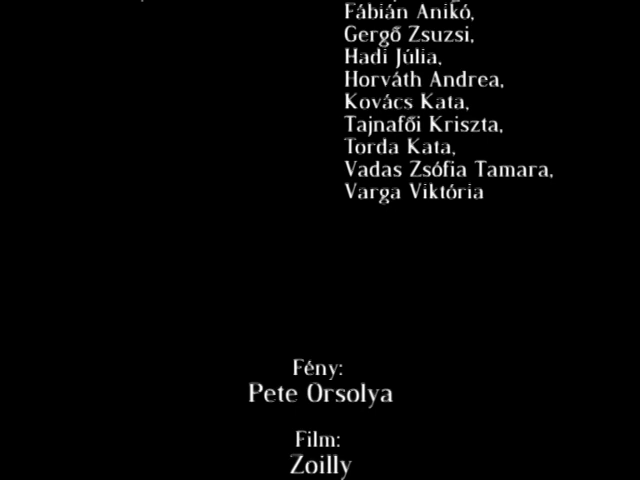 Fábián Anikó,
Gergő Zsuzsi,
Hadi Júlia,
Horváth Andrea,
Kovács Kata,
Tajnafői Kriszta,
Torda Kata,
Vadas Zsófia Tamara,
Varga Viktória
Fény:
Pete Orsolya
Film:
Zoilly